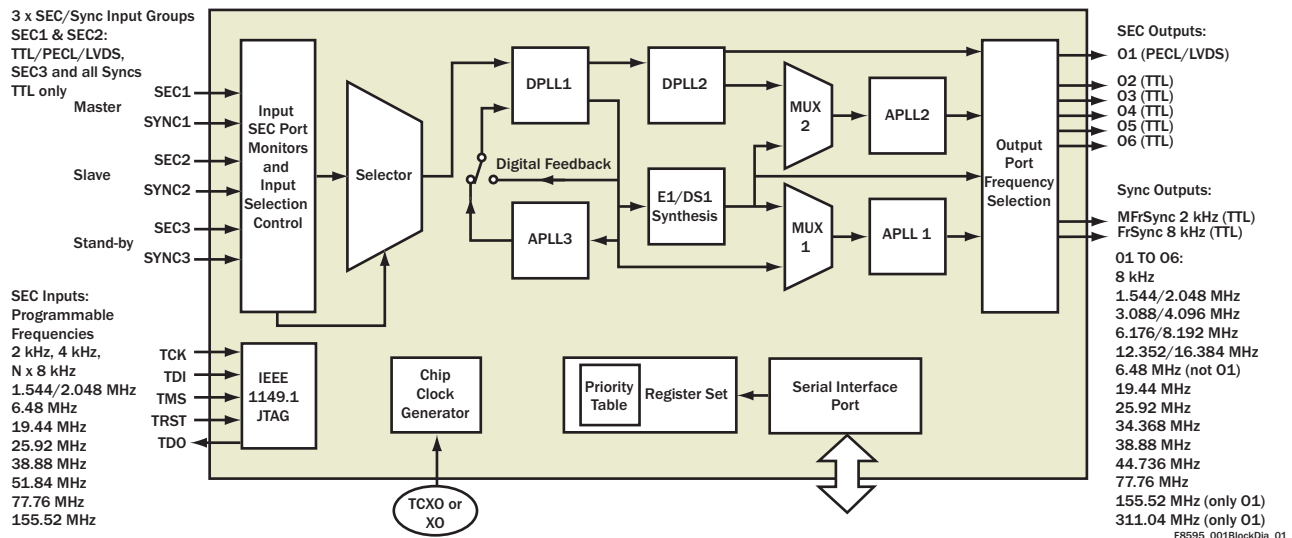 3 x SEC/Sync Input Groups
SEC1 & SEC2:
TTL/PECL/LVDS,
SEC3 and all Syncs
TTL only
Master
Slave
Stand-by
SEC1
SYNC1
SEC2
SYNC2
SEC3
SYNC3
SEC Inputs:
Programmable
Frequencies
2 kHz, 4 kHz,
N x 8 kHz
1.544/2.048 MHz
6.48 MHz
19.44 MHz
25.92 MHz
38.88 MHz
51.84 MHz
77.76 MHz
155.52 MHz
TCK
TDI
TMS
TRST
TDO
Input
SEC Port
Monitors
and
Input
Selection
Control
Selector
DPLL1
DPLL2
Digital Feedback
APLL3
E1/DS1
Synthesis
MUX
2
MUX
1
APLL2
APLL 1
Output
Port
Frequency
Selection
IEEE
1149.1
JTAG
Chip
Clock
Generator
TCXO or
XO
Priority
Table
Register Set
Serial Interface
Port
SEC Outputs:
O1 (PECL/LVDS)
O2 (TTL)
O3 (TTL)
O4 (TTL)
O5 (TTL)
O6 (TTL)
Sync Outputs:
MFrSync 2 kHz (TTL)
FrSync 8 kHz (TTL)
01 TO 06:
8 kHz
1.544/2.048 MHz
3.088/4.096 MHz
6.176/8.192 MHz
12.352/16.384 MHz
6.48 MHz (not O1)
19.44 MHz
25.92 MHz
34.368 MHz
38.88 MHz
44.736 MHz
77.76 MHz
155.52 MHz (only O1)
311.04 MHz (only O1)
F8595_001BlockDia_01